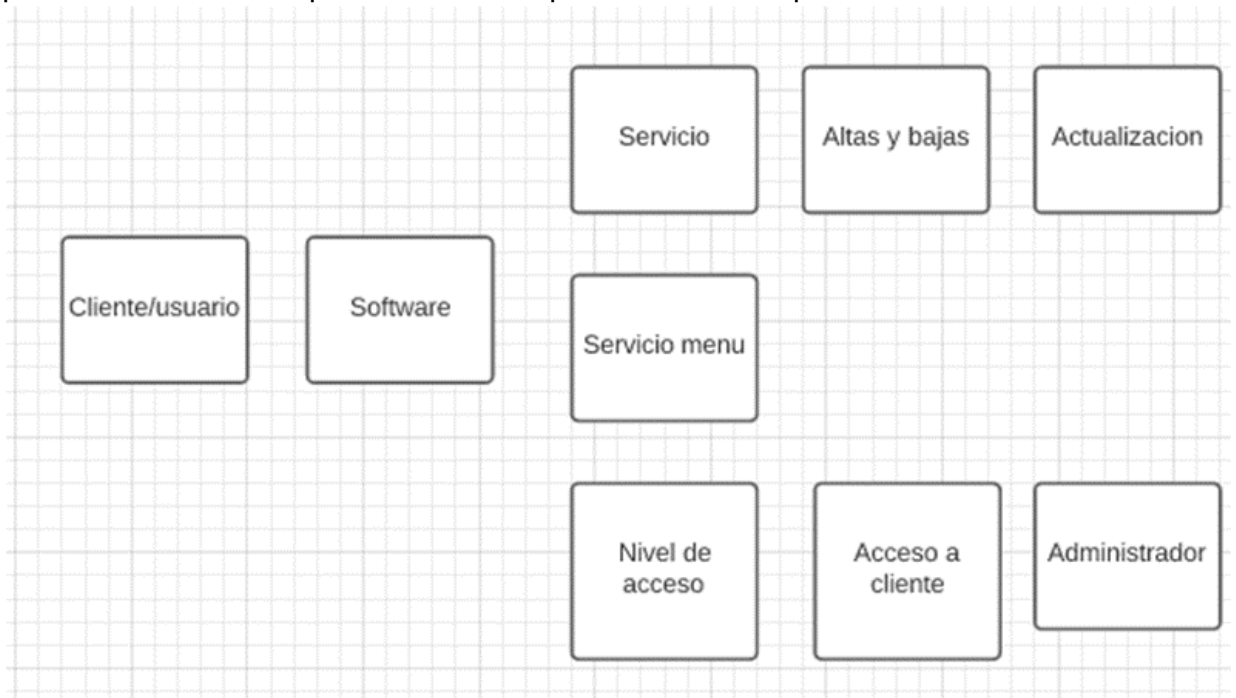 Servicio
Altas y bajas
Actualizacion
Cliente/usuario
Software
Servicio menu
Nivel de
acceso
Acceso a
cliente
Administrador